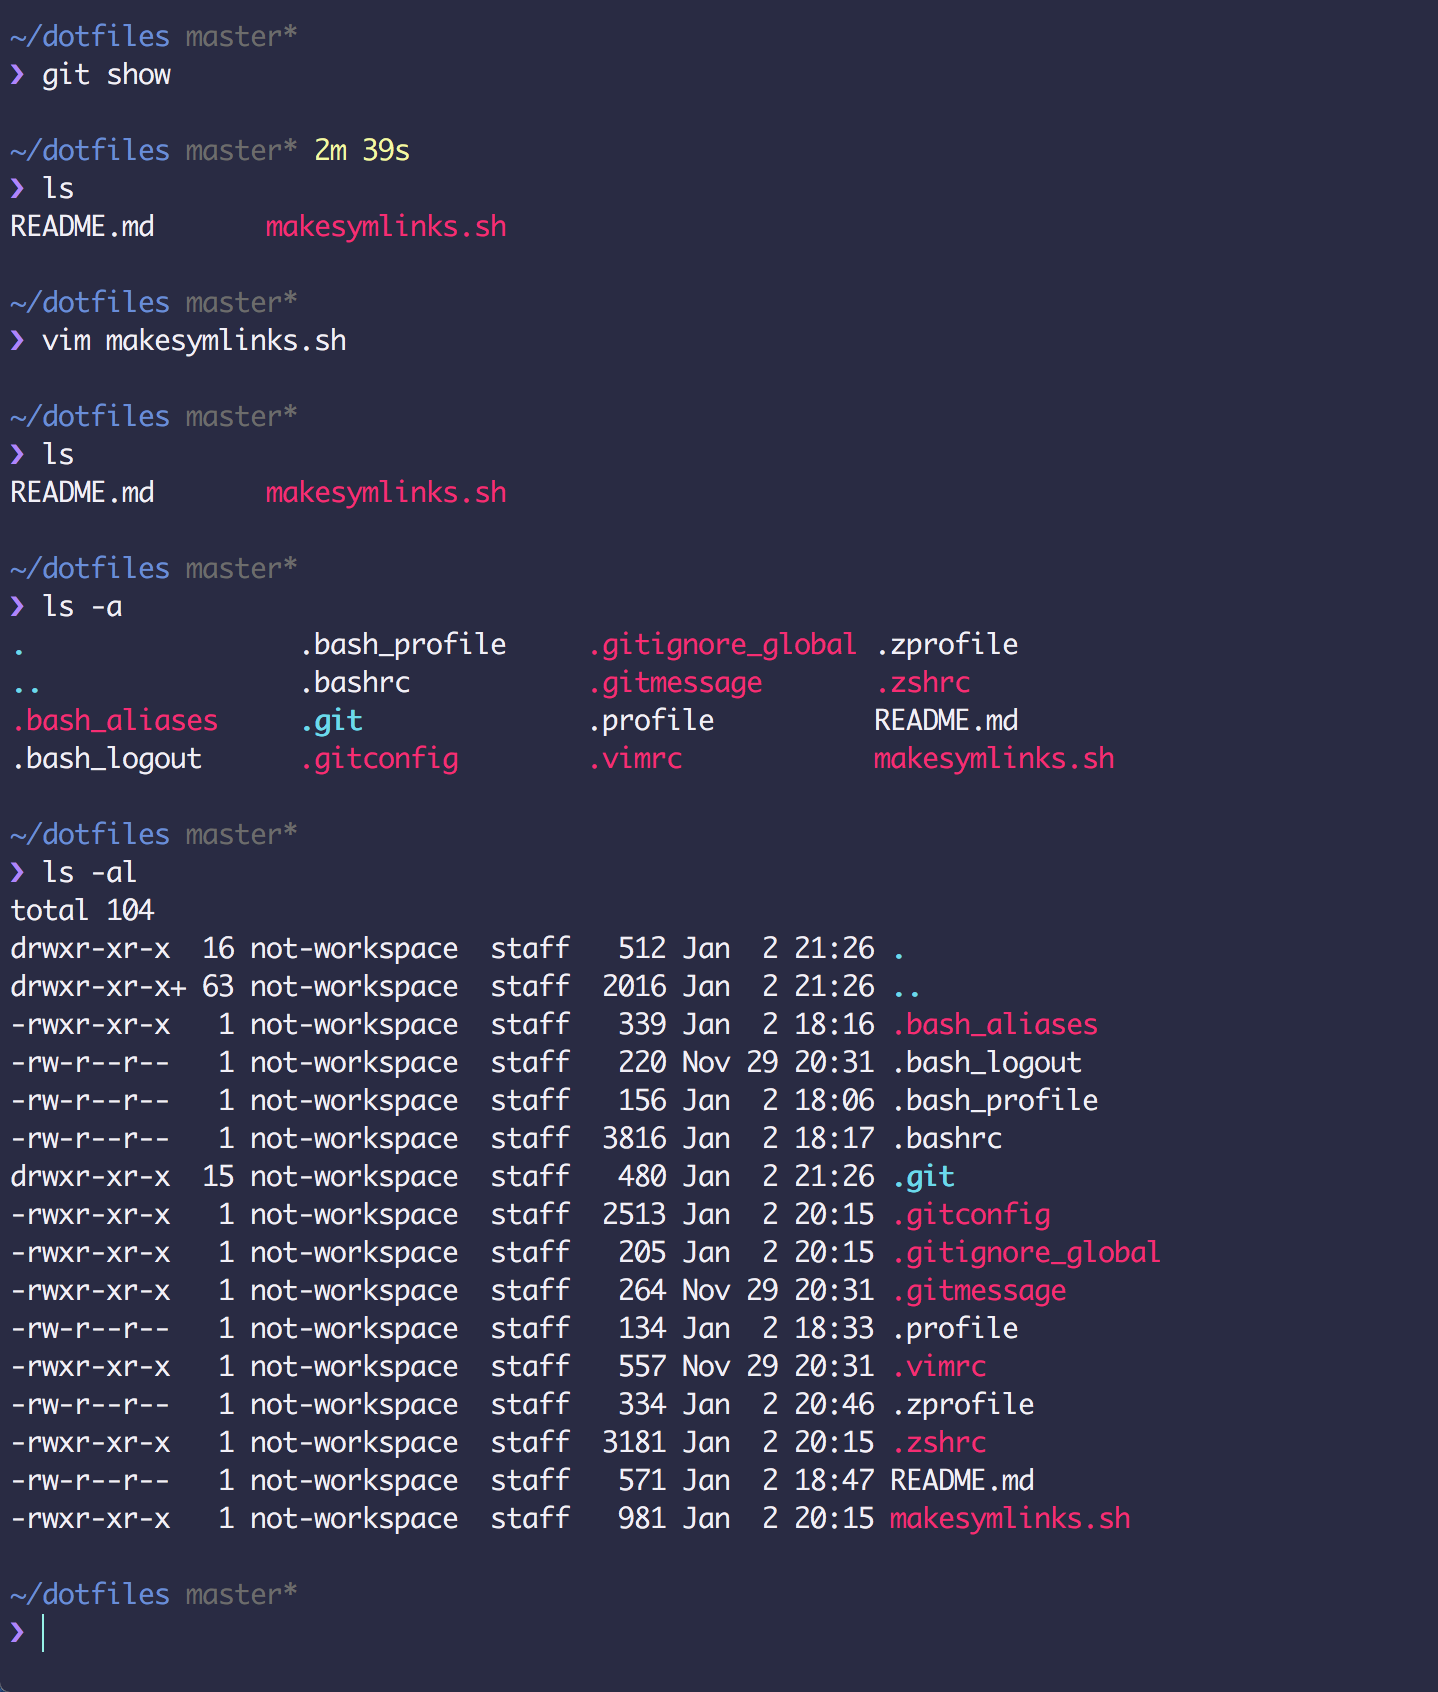 ~/dotfiles master*
❯ git show
~/dotfiles master* 2m 39s
❯ ls
README.md       makesymlinks.sh
~/dotfiles master*
❯ vim makesymlinks.sh
~/dotfiles master*
❯ ls
README.md       makesymlinks.sh
~/dotfiles master*
❯ ls -a
.                 .bash_profile     .gitignore_global .zprofile
..                .bashrc           .gitmessage       .zshrc
.bash_aliases     .git              .profile          README.md
.bash_logout      .gitconfig        .vimrc            makesymlinks.sh
~/dotfiles master*
❯ ls -al
total 104
drwxr-xr-x  16 not-workspace  staff   512 Jan  2 21:26 .
drwxr-xr-x+ 63 not-workspace  staff  2016 Jan  2 21:26 ..
-rwxr-xr-x   1 not-workspace  staff   339 Jan  2 18:16 .bash_aliases
-rw-r--r--   1 not-workspace  staff   220 Nov 29 20:31 .bash_logout
-rw-r--r--   1 not-workspace  staff   156 Jan  2 18:06 .bash_profile
-rw-r--r--   1 not-workspace  staff  3816 Jan  2 18:17 .bashrc
drwxr-xr-x  15 not-workspace  staff   480 Jan  2 21:26 .git
-rwxr-xr-x   1 not-workspace  staff  2513 Jan  2 20:15 .gitconfig
-rwxr-xr-x   1 not-workspace  staff   205 Jan  2 20:15 .gitignore_global
-rwxr-xr-x   1 not-workspace  staff   264 Nov 29 20:31 .gitmessage
-rw-r--r--   1 not-workspace  staff   134 Jan  2 18:33 .profile
-rwxr-xr-x   1 not-workspace  staff   557 Nov 29 20:31 .vimrc
-rw-r--r--   1 not-workspace  staff   334 Jan  2 20:46 .zprofile
-rwxr-xr-x   1 not-workspace  staff  3181 Jan  2 20:15 .zshrc
-rw-r--r--   1 not-workspace  staff   571 Jan  2 18:47 README.md
-rwxr-xr-x   1 not-workspace  staff   981 Jan  2 20:15 makesymlinks.sh
~/dotfiles master*
❯